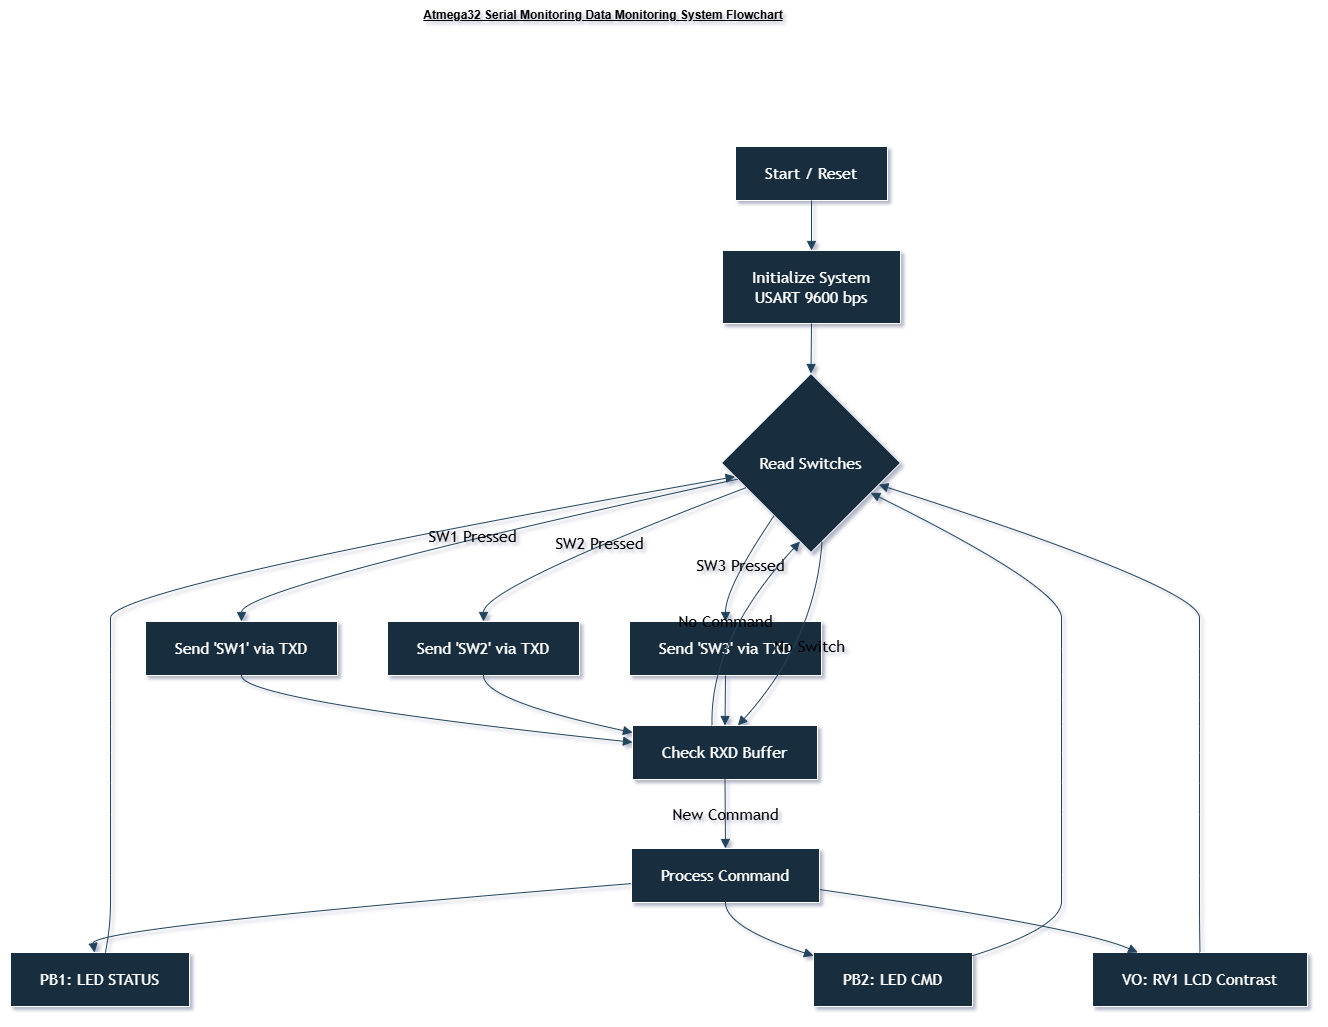 Atmega32 Serial Monitoring Data Monitoring System Flowchart
Start / Reset
Initialize System
USART 9600 bps
Read Switches
SW1 Pressed
SW2 Pressed
SW3 Pressed
No Command
No Switch
Send 'SW1' via TXD
Send 'SW2' via TXD
Send 'SW3' via TXD
Check RXD Buffer
New Command
Process Command
PB1: LED STATUS
PB2: LED CMD
VO: RV1 LCD Contrast